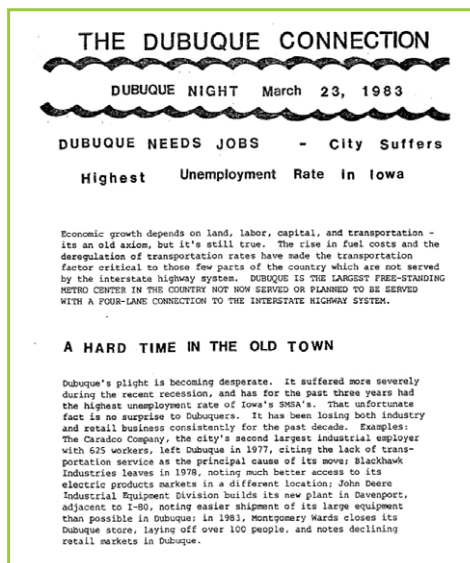 THE DUBUQUE CONNECTION
DUBUQUE NIGHT March 23, 1983
DUBUQUE NEEDS JOBS - City Suffers
Highest Unemployment Rate in Iowa
Economic growth depends on land, labor, capital, and transportation -
its an old axiom, but it's still true. The rise in fuel costs and the
deregulation of transportation rates have made the transportation
factor critical to those few parts of the country which are not served
by the interstate highway system. DUBUQUE IS THE LARGEST FREE-STANDING
METRO CENTER IN THE COUNTRY NOT NOW SERVED OR PLANNED TO BE SERVED
WITH A FOUR-LANE CONNECTION TO THE INTERSTATE HIGHWAY SYSTEM.
A HARD TIME IN THE OLD TOWN
Dubuque's plight is becoming desperate. It suffered more severely
during the recent recession, and has for the past three years had
the highest unemployment rate of Iowa's SMSA's. That unfortunate
fact is no surprise to Dubuquers. It has been losing both industry
and retail business consistently for the past decade. Examples:
The Caradco Company, the city's second largest industrial employer
with 625 workers, left Dubuque in 1977, citing the lack of trans-
portation service as the principal cause of its move; Blackhawk
Industries leaves in 1978, noting much better access to its
electric products markets in a different location; John Deere
Industrial Equipment Division builds its new plant in Davenport,
adjacent to I-80, noting easier shipment of its large equipment
than possible in Dubuque; in 1983, Montgomery Wards closes its
Dubuque store, laying off over 100 people, and notes declining
retail markets in Dubuque.